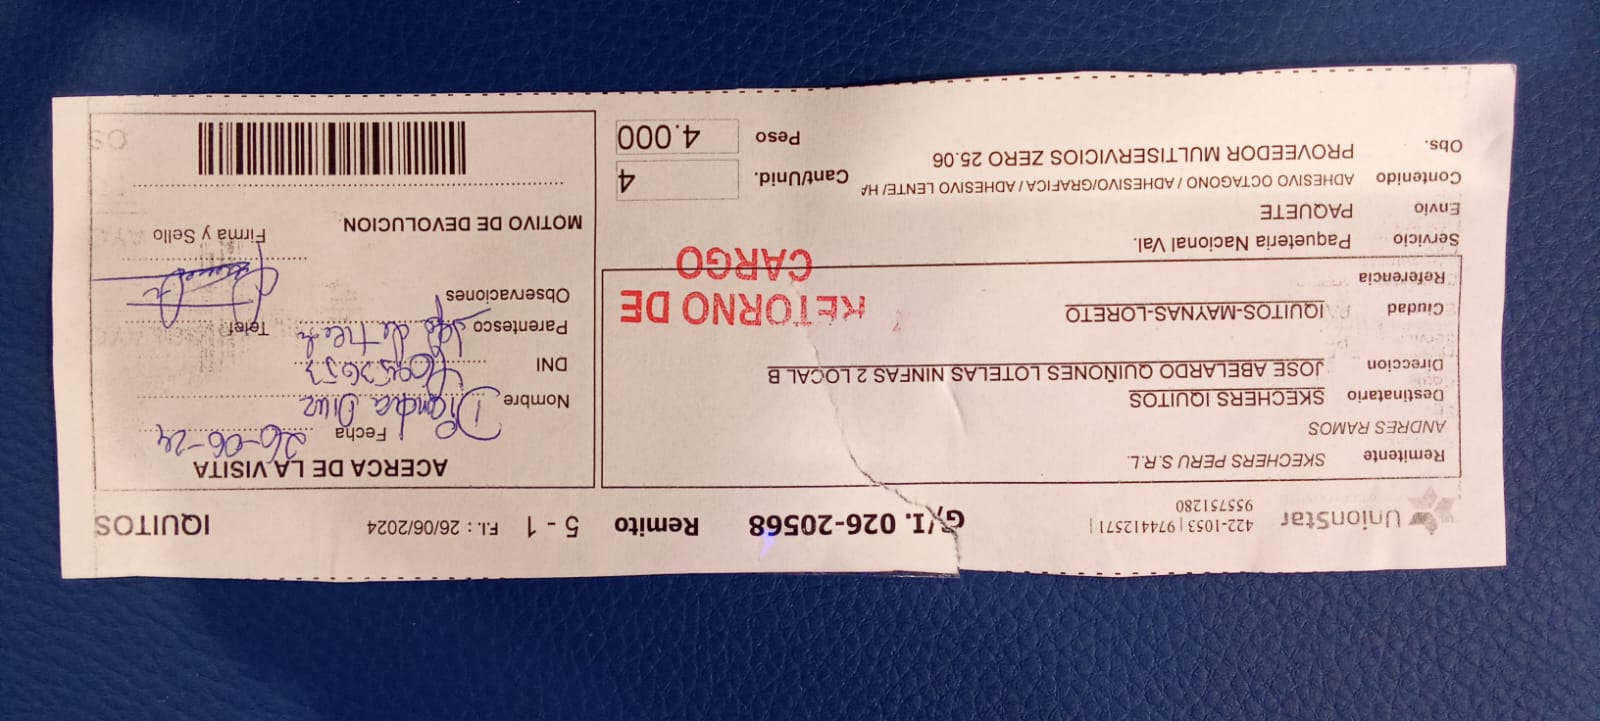 UnionStar
422-1053 | 974412571 |
955751280
G/I. 026-20568 Remito 5 - 1 F.I. : 26/06/2024 IQUITOS
Remitente SKECHERS PERU S.R.L.
ANDRES RAMOS
Destinatario SKECHERS IQUITOS
Direccion JOSE ABELARDO QUIÑONES LOTELAS NINFAS 2 LOCAL B
Ciudad IQUITOS-MAYNAS-LORETO
Referencia
RETORNO DE
CARGO
Servicio Paqueteria Nacional Val.
Envio PAQUETE
Contenido ADHESIVO OCTAGONO / ADHESIVO/GRAFICA / ADHESIVO LENTE/ HA
Obs. PROVEEDOR MULTISERVICIOS ZERO 25.06
Cant/Unid. 4
Peso 4.000
ACERCA DE LA VISITA
Fecha 26-06-24
Nombre Diandra
DNI
Parentesco
Telef
Observaciones
Firma y Sello
MOTIVO DE DEVOLUCION